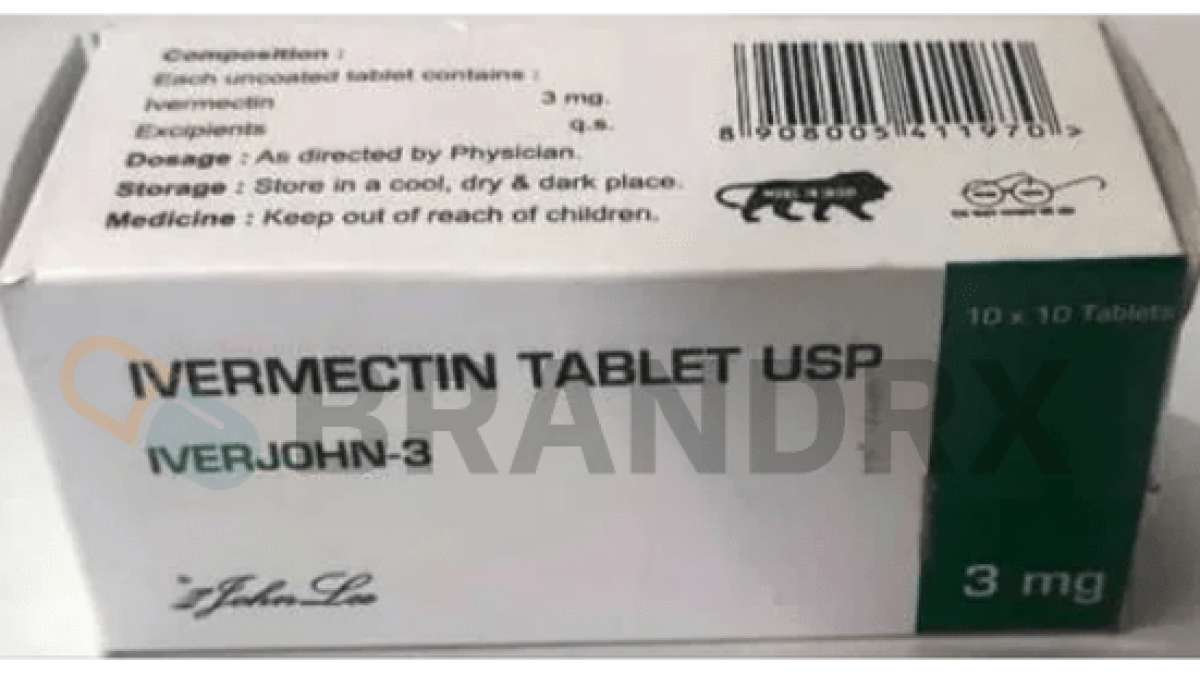 Composition :
Each uncoated tablet contains :
Ivermectin 3 mg.
Excipients q.s.
Dosage : As directed by Physician.
Storage : Store in a cool, dry & dark place.
Medicine : Keep out of reach of children.
8 908005 411970 >
10 x 10 Tablets
IVERMECTIN TABLET USP
BRANDRX
IVERJOHN-3
John Lee
3 mg